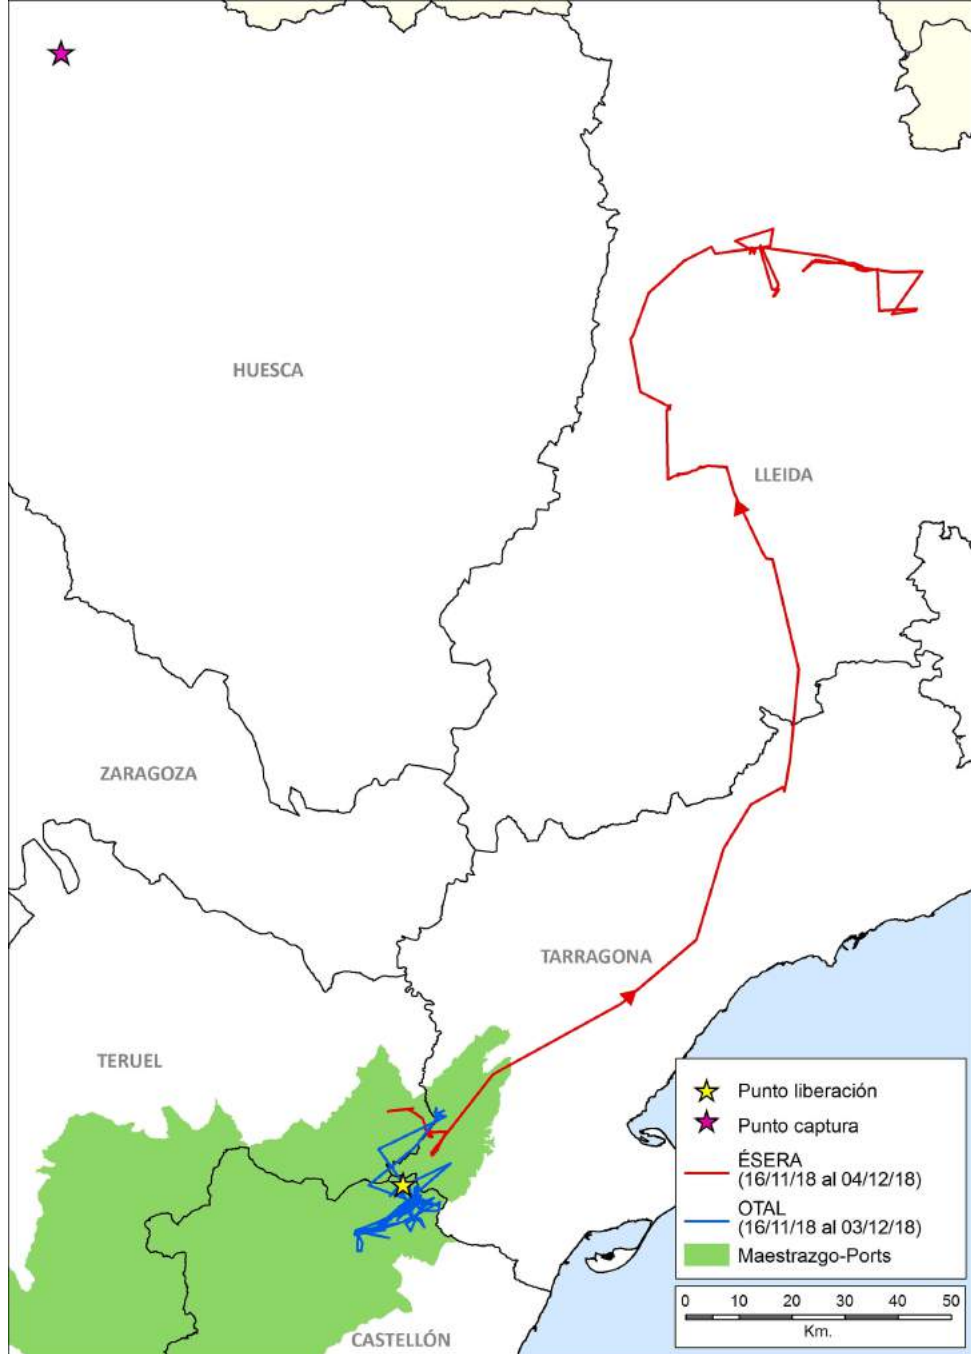 HUESCA
LLEIDA
ZARAGOZA
TARRAGONA
TERUEL
CASTELLÓN
Punto liberación
Punto captura
ÉSERA
(16/11/18 al 04/12/18)
OTAL
(16/11/18 al 03/12/18)
Maestrazgo-Ports
0 10 20 30 40 50
Km.